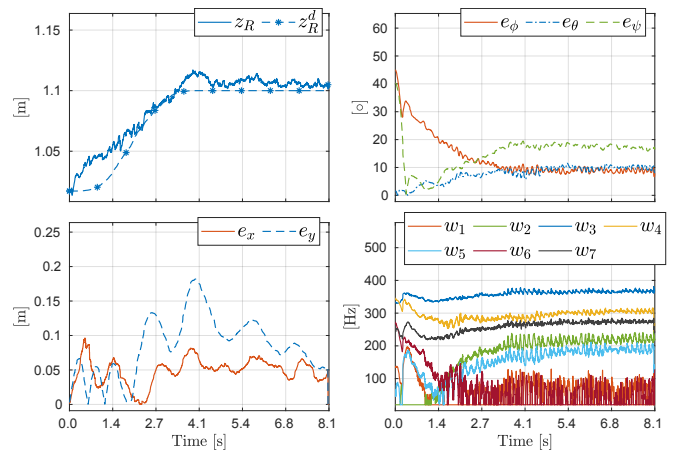 z_R z_R^d
1.15
1.1
1.05
[m]
e_ϕ e_θ e_ψ
60
50
40
30
20
10
0
[○]
e_x e_y
0.25
0.2
0.15
0.1
0.05
0
[m]
0.0 1.4 2.7 4.1 5.4 6.8 8.1
Time [s]
w_1 w_2 w_3 w_4
w_5 w_6 w_7
500
400
300
200
100
[Hz]
0.0 1.4 2.7 4.1 5.4 6.8 8.1
Time [s]